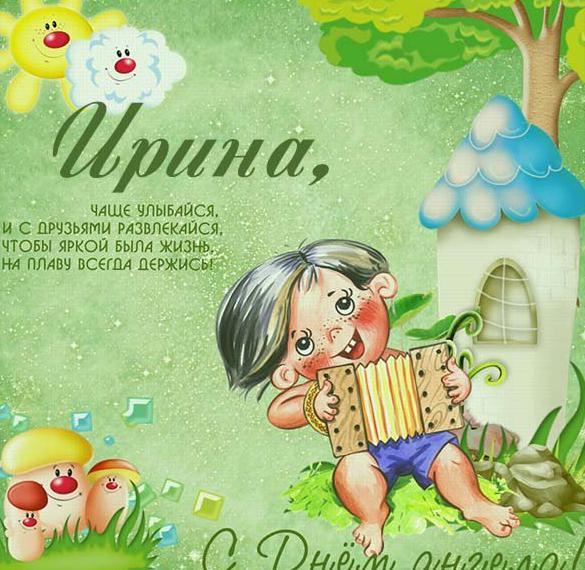 Ирина,
ЧАЩЕ УЛЫБАЙСЯ,
И С ДРУЗЬЯМИ РАЗВЛЕКАЙСЯ,
ЧТОБЫ ЯРКОЙ БЫЛА ЖИЗНЬ,
НА ПЛАВУ ВСЕГДА ДЕРЖИСЬ!
С Днём ангела!